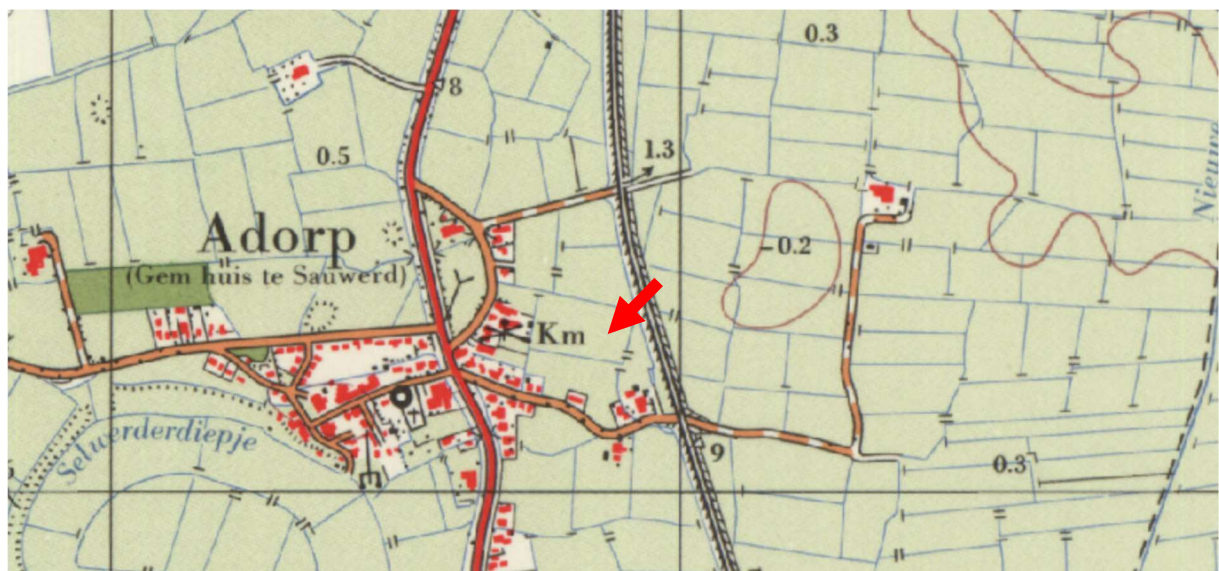 0.3
8
1.3
0.5
Nieuwe
Adorp
-0.2
(Gem huis te Sauwerd)
Km
Selwerderdiepje
9
0.3